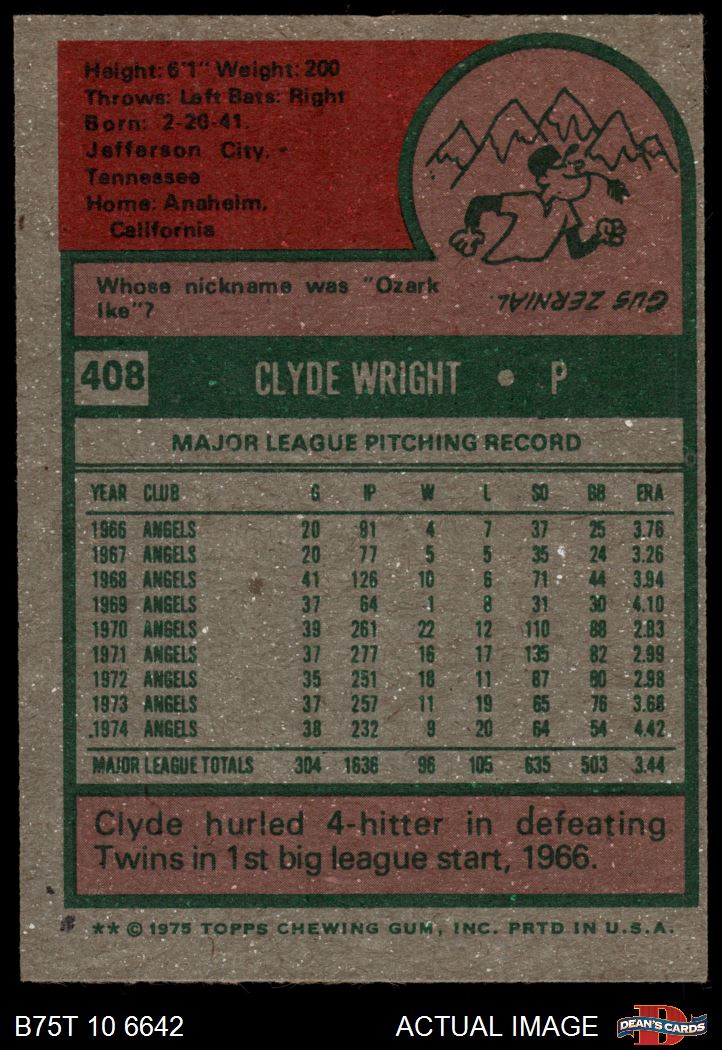 Height: 6'1" Weight: 200
Throws: Left Bats: Right
Born: 2-20-41.
Jefferson City,
Tennessee
Home: Anaheim,
California
Whose nickname was "Ozark
Ike"?
GUS ZERNIAL
408 CLYDE WRIGHT • P
MAJOR LEAGUE PITCHING RECORD
YEAR CLUB G IP W L SO BB ERA
1966 ANGELS 20 91 4 7 37 25 3.76
1967 ANGELS 20 77 5 5 35 24 3.26
1968 ANGELS 41 126 10 6 71 44 3.94
1969 ANGELS 37 64 1 8 31 30 4.10
1970 ANGELS 39 261 22 12 110 88 2.83
1971 ANGELS 37 277 16 17 135 82 2.99
1972 ANGELS 35 251 18 11 87 80 2.98
1973 ANGELS 37 257 11 19 65 76 3.68
1974 ANGELS 38 232 9 20 64 54 4.42
MAJOR LEAGUE TOTALS 304 1636 96 105 635 503 3.44
Clyde hurled 4-hitter in defeating
Twins in 1st big league start, 1966.
** © 1975 TOPPS CHEWING GUM, INC. PRTD IN U.S.A.
B75T 10 6642 ACTUAL IMAGE
D
DEAN'S CARDS